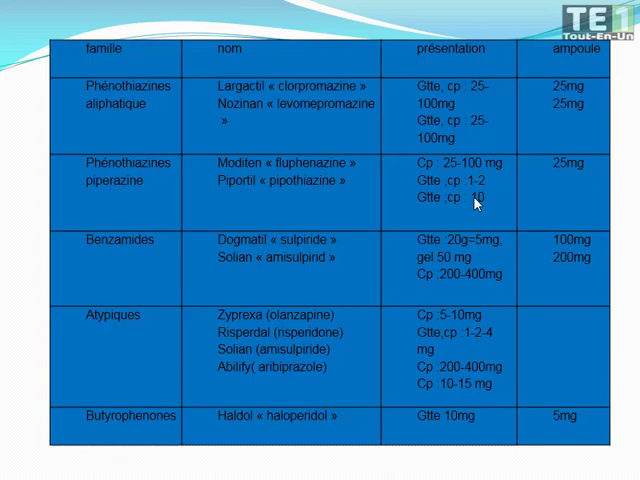 TE1
Tout-En-Un
famille nom présentation ampoule
Phénothiazines Largactil « clorpromazine » Gtte, cp : 25- 25mg
aliphatique Nozinan « levomepromazine 100mg 25mg
» Gtte, cp : 25-
100mg
Phénothiazines Moditen « fluphenazine » Cp : 25-100 mg 25mg
piperazine Piportil « pipothiazine » Gtte ,cp :1-2
Gtte ,cp : 10
Benzamides Dogmatil « sulpiride » Gtte :20g=5mg, 100mg
Solian « amisulpirid » gel 50 mg 200mg
Cp :200-400mg
Atypiques Zyprexa (olanzapine) Cp :5-10mg
Risperdal (risperidone) Gtte,cp :1-2-4
Solian (amisulpiride) mg
Abilify( aribiprazole) Cp :200-400mg
Cp :10-15 mg
Butyrophenones Haldol « haloperidol » Gtte 10mg 5mg